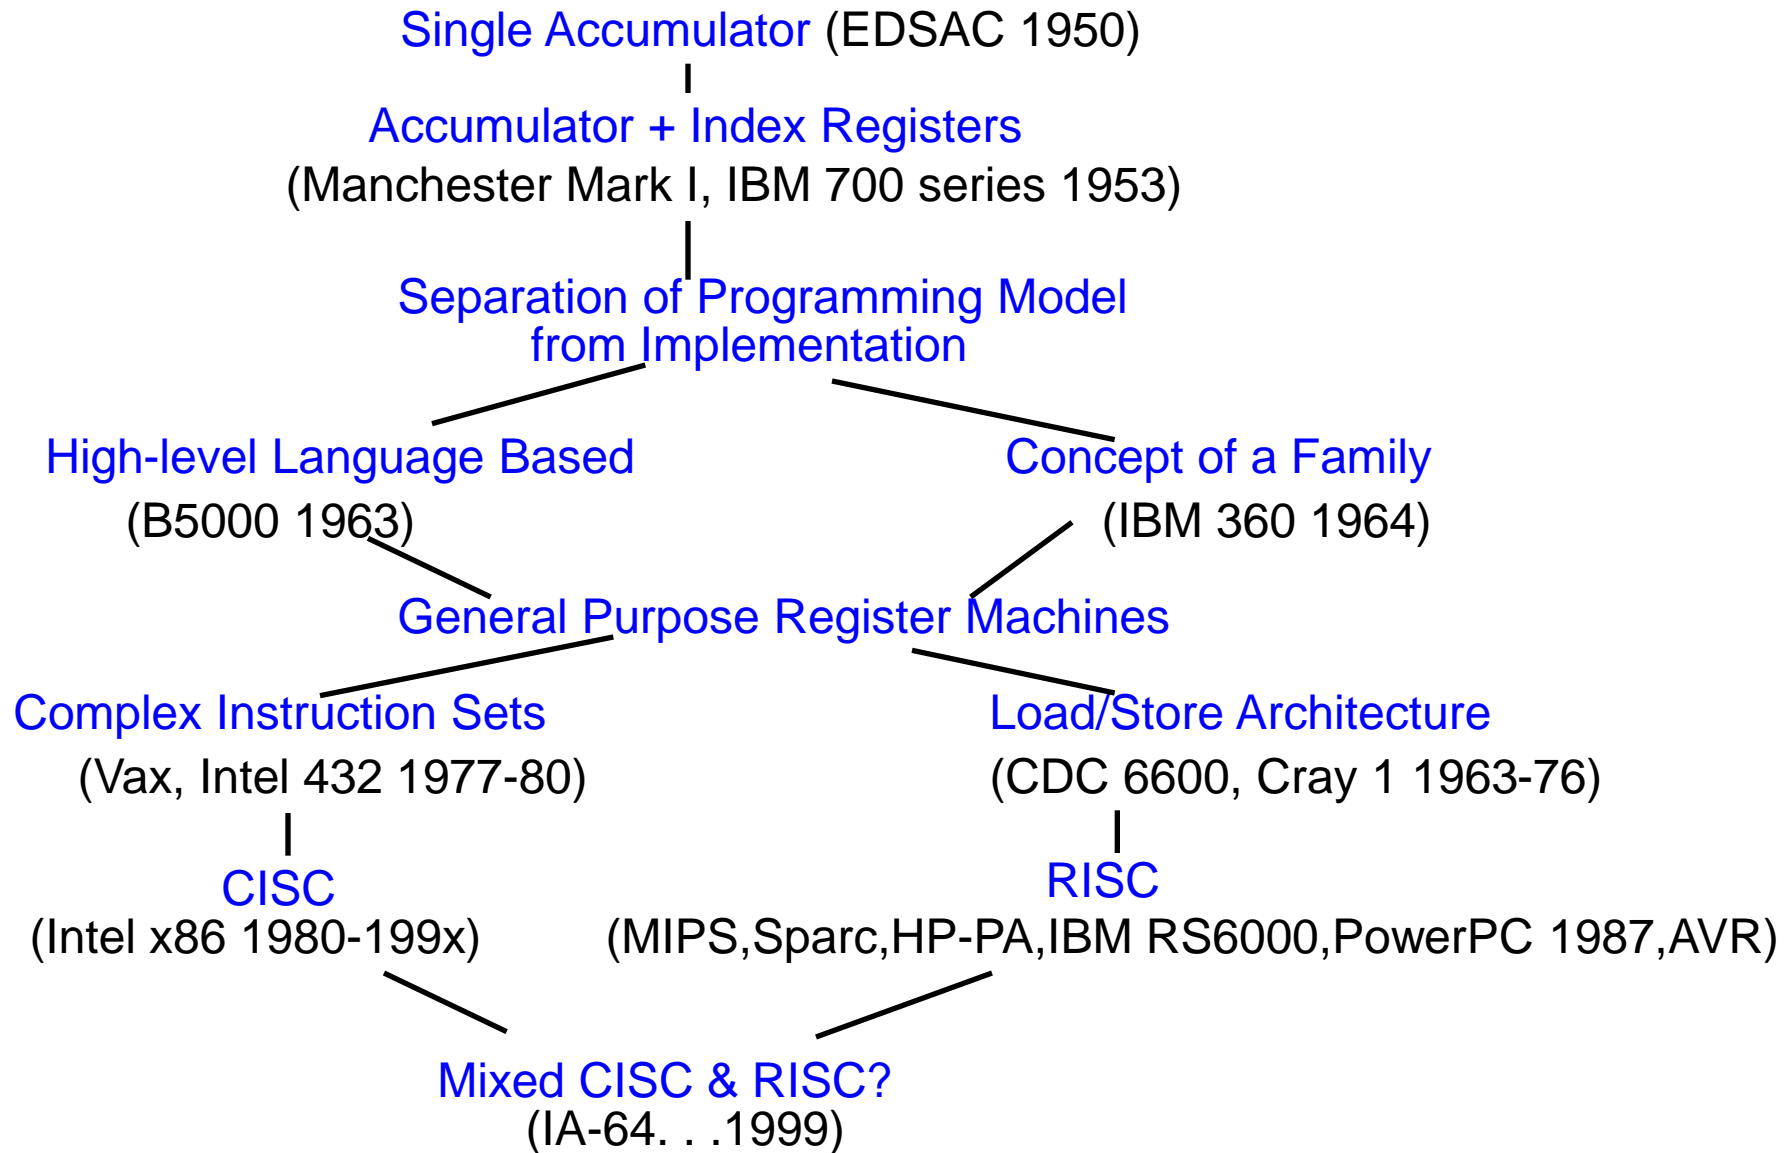 Single Accumulator (EDSAC 1950)
Accumulator + Index Registers
(Manchester Mark I, IBM 700 series 1953)
Separation of Programming Model
from Implementation
High-level Language Based
Concept of a Family
(B5000 1963)
(IBM 360 1964)
General Purpose Register Machines
Complex Instruction Sets
Load/Store Architecture
(Vax, Intel 432 1977-80)
(CDC 6600, Cray 1 1963-76)
CISC
RISC
(Intel x86 1980-199x)
(MIPS,Sparc,HP-PA,IBM RS6000,PowerPC 1987,AVR)
Mixed CISC & RISC?
(IA-64. . .1999)